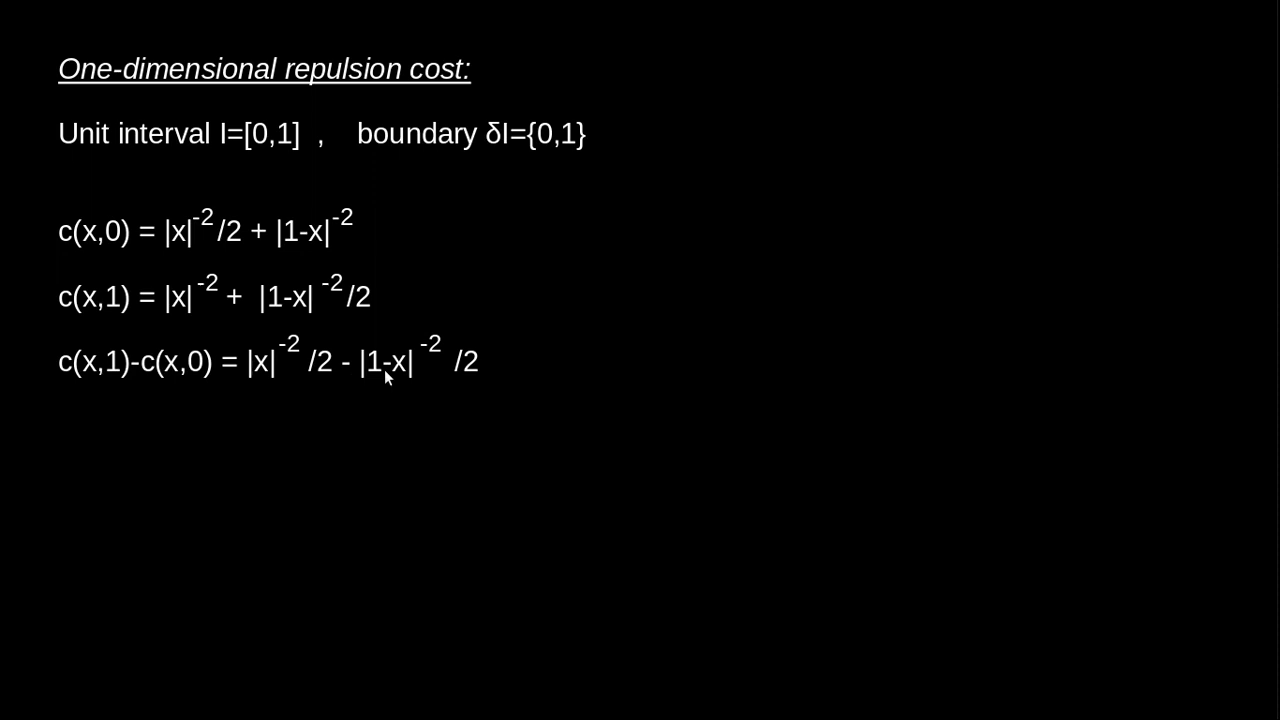 One-dimensional repulsion cost:
Unit interval I=[0,1] , boundary δI={0,1}
c(x,0) = |x|^-2/2 + |1-x|^-2
c(x,1) = |x|^-2 + |1-x|^-2/2
c(x,1)-c(x,0) = |x|^-2 /2 - |1-x|^-2 /2